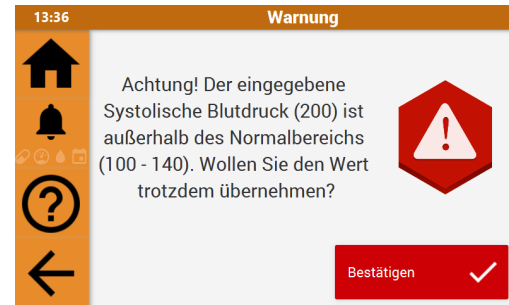 13:36
Warnung
Achtung! Der eingegebene
Systolische Blutdruck (200) ist
außerhalb des Normalbereichs
(100 - 140). Wollen Sie den Wert
trotzdem übernehmen?
Bestätigen